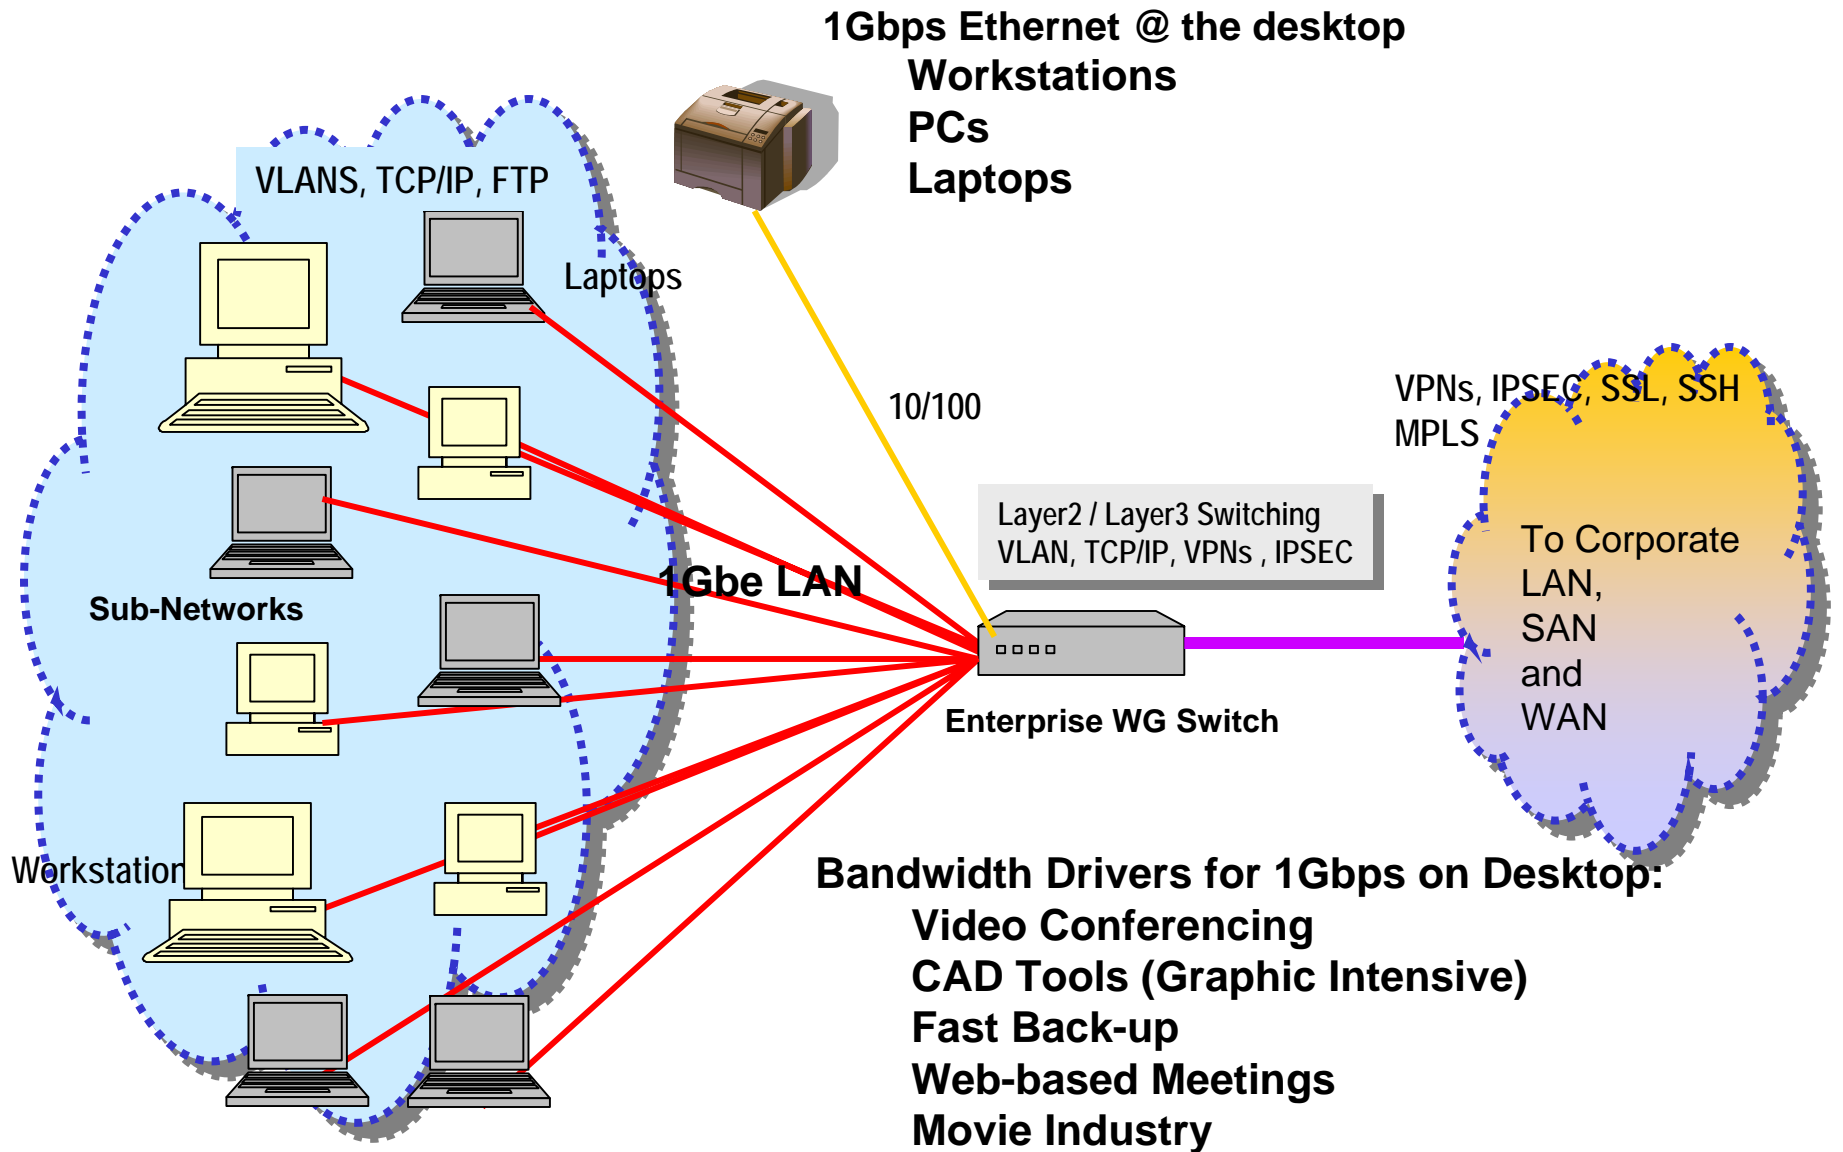 1Gbps Ethernet @ the desktop
Workstations
PCs
Laptops
VLANS, TCP/IP, FTP
Laptops
10/100
VPNs, IPSEC, SSL, SSH
MPLS
Layer2 / Layer3 Switching
VLAN, TCP/IP, VPNs , IPSEC
To Corporate
LAN,
SAN
and
WAN
1Gbe LAN
Sub-Networks
Enterprise WG Switch
Workstation
Bandwidth Drivers for 1Gbps on Desktop:
Video Conferencing
CAD Tools (Graphic Intensive)
Fast Back-up
Web-based Meetings
Movie Industry